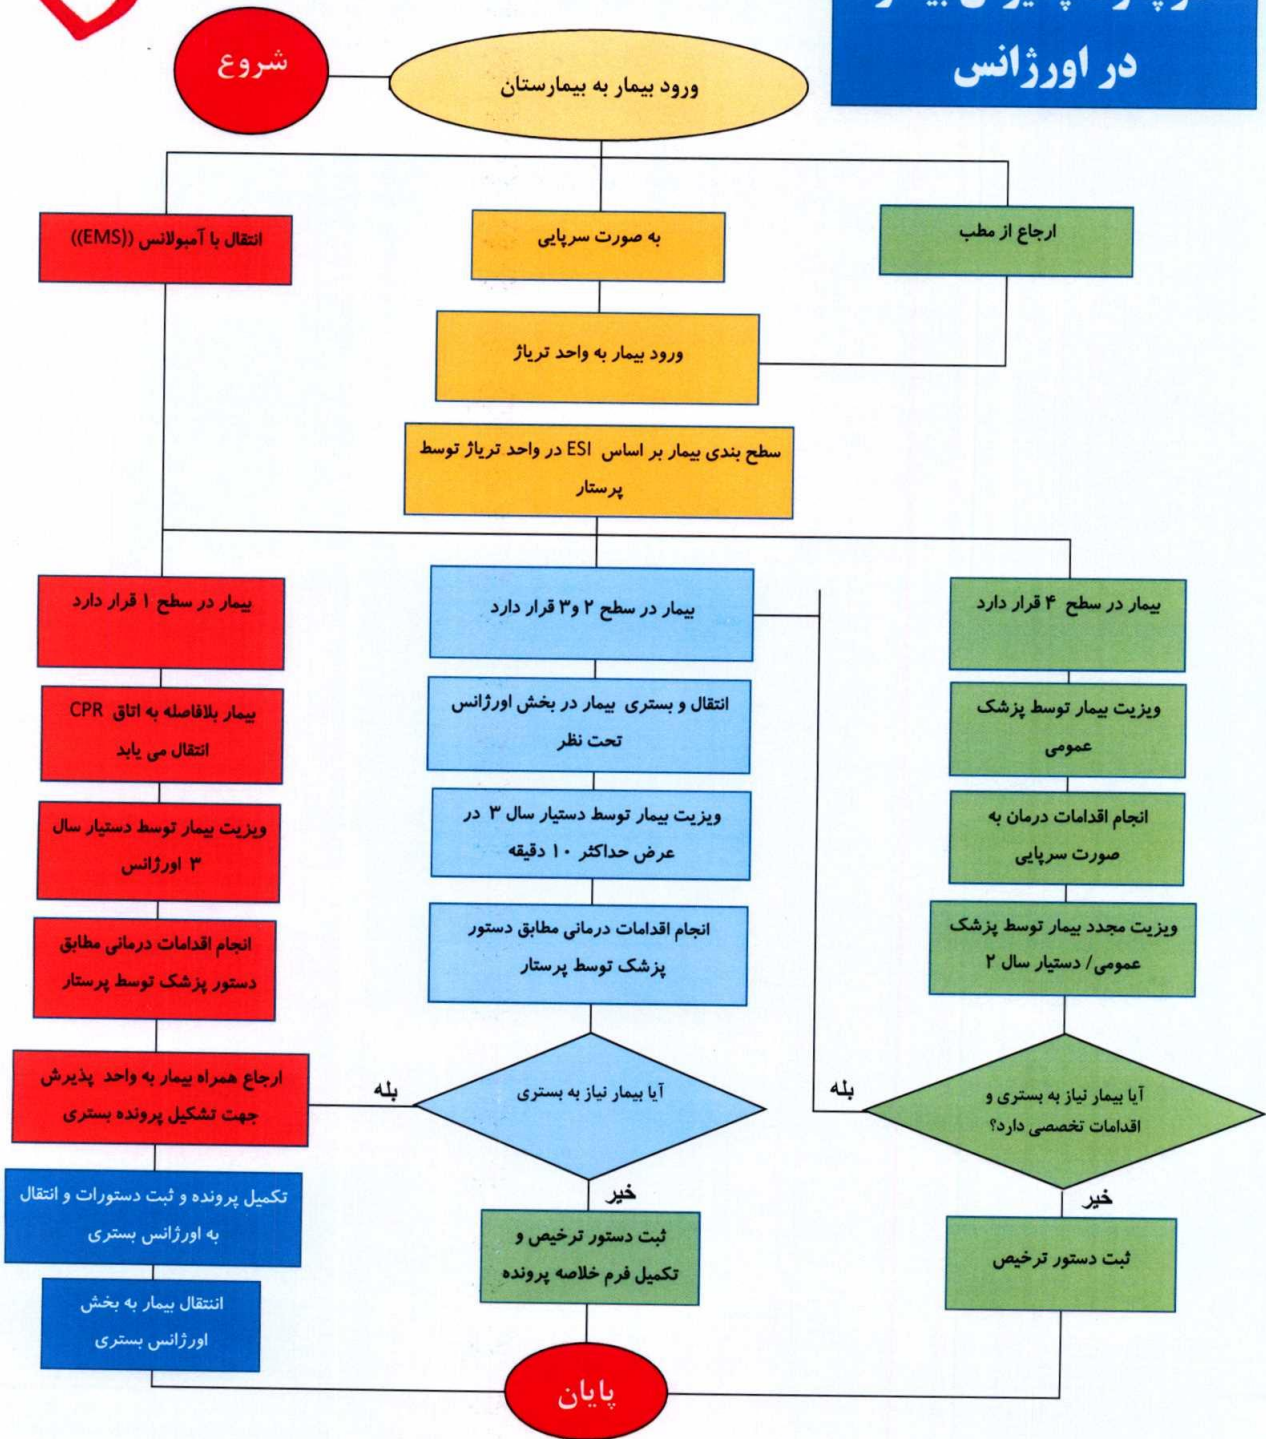 در اورژانس
شروع
ورود بیمار به بیمارستان
ارجاع از مطب
به صورت سرپایی
انتقال با آمبولانس ((EMS))
ورود بیمار به واحد تریاژ
سطح بندی بیمار بر اساس ESI در واحد تریاژ توسط
پرستار
بیمار در سطح ۴ قرار دارد
ویزیت بیمار توسط پزشک
عمومی
انجام اقدامات درمان به
صورت سرپایی
ویزیت مجدد بیمار توسط پزشک
عمومی/ دستیار سال ۲
آیا بیمار نیاز به بستری و
اقدامات تخصصی دارد؟
بله
خیر
ثبت دستور ترخیص
بیمار در سطح ۲ و۳ قرار دارد
انتقال و بستری بیمار در بخش اورژانس
تحت نظر
ویزیت بیمار توسط دستیار سال ۳ در
عرض حداکثر ۱۰ دقیقه
انجام اقدامات درمانی مطابق دستور
پزشک توسط پرستار
آیا بیمار نیاز به بستری
بله
خیر
ثبت دستور ترخیص و
تکمیل فرم خلاصه پرونده
بیمار در سطح ۱ قرار دارد
بیمار بلافاصله به اتاق CPR
انتقال می یابد
ویزیت بیمار توسط دستیار سال
۳ اورژانس
انجام اقدامات درمانی مطابق
دستور پزشک توسط پرستار
ارجاع همراه بیمار به واحد پذیرش
جهت تشکیل پرونده بستری
تکمیل پرونده و ثبت دستورات و انتقال
به اورژانس بستری
اننتقال بیمار به بخش
اورژانس بستری
پایان